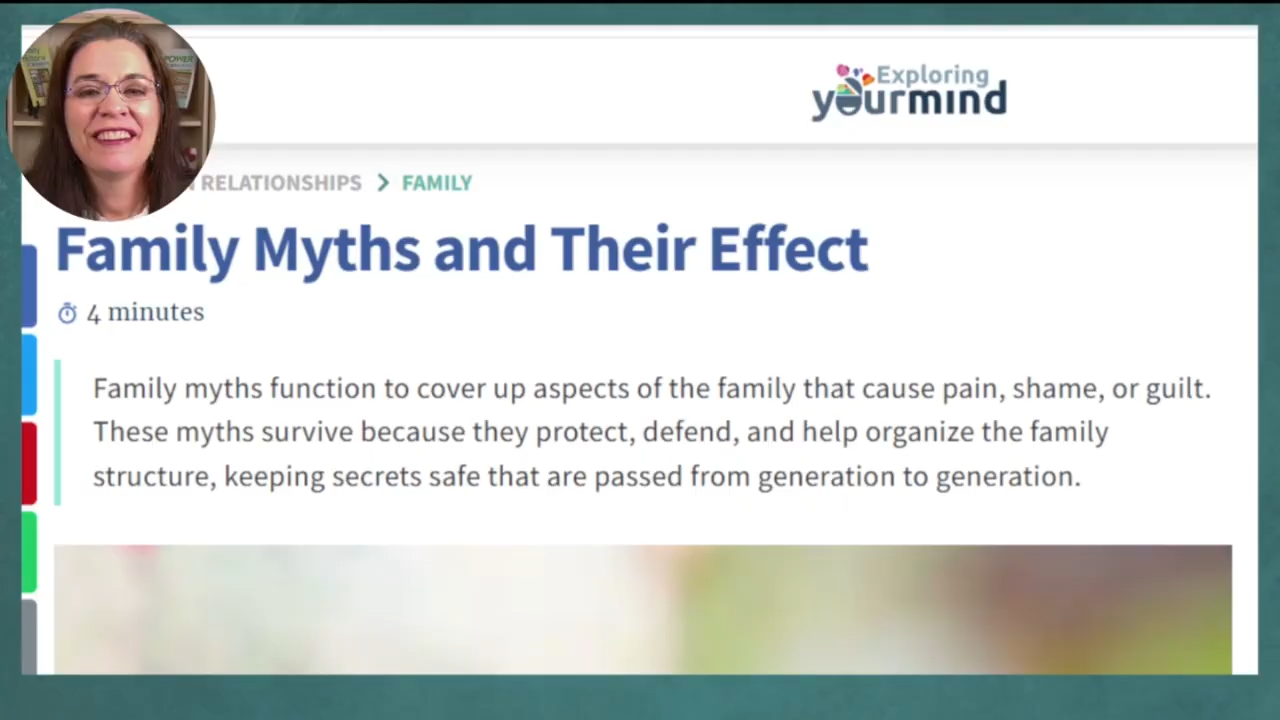 Exploring
yourmind
RELATIONSHIPS > FAMILY
Family Myths and Their Effect
4 minutes
Family myths function to cover up aspects of the family that cause pain, shame, or guilt.
These myths survive because they protect, defend, and help organize the family
structure, keeping secrets safe that are passed from generation to generation.